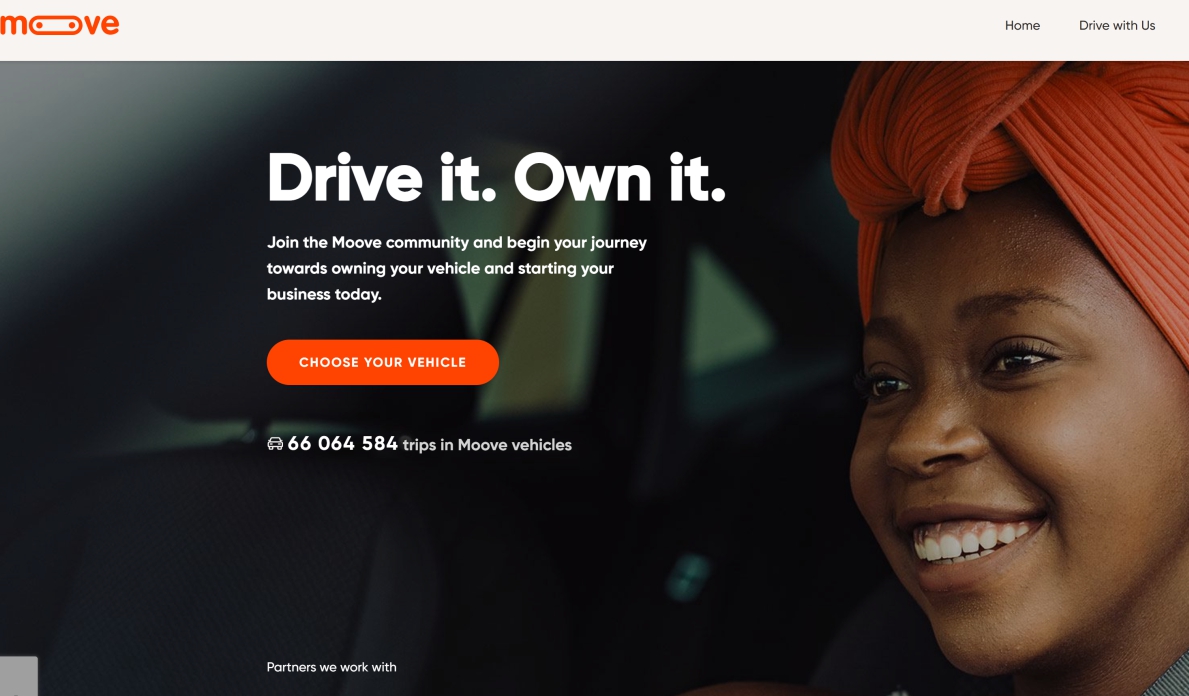 moove
Home
Drive with Us
Drive it. Own it.
Join the Moove community and begin your journey
towards owning your vehicle and starting your
business today.
CHOOSE YOUR VEHICLE
66 064 584 trips in Moove vehicles
Partners we work with